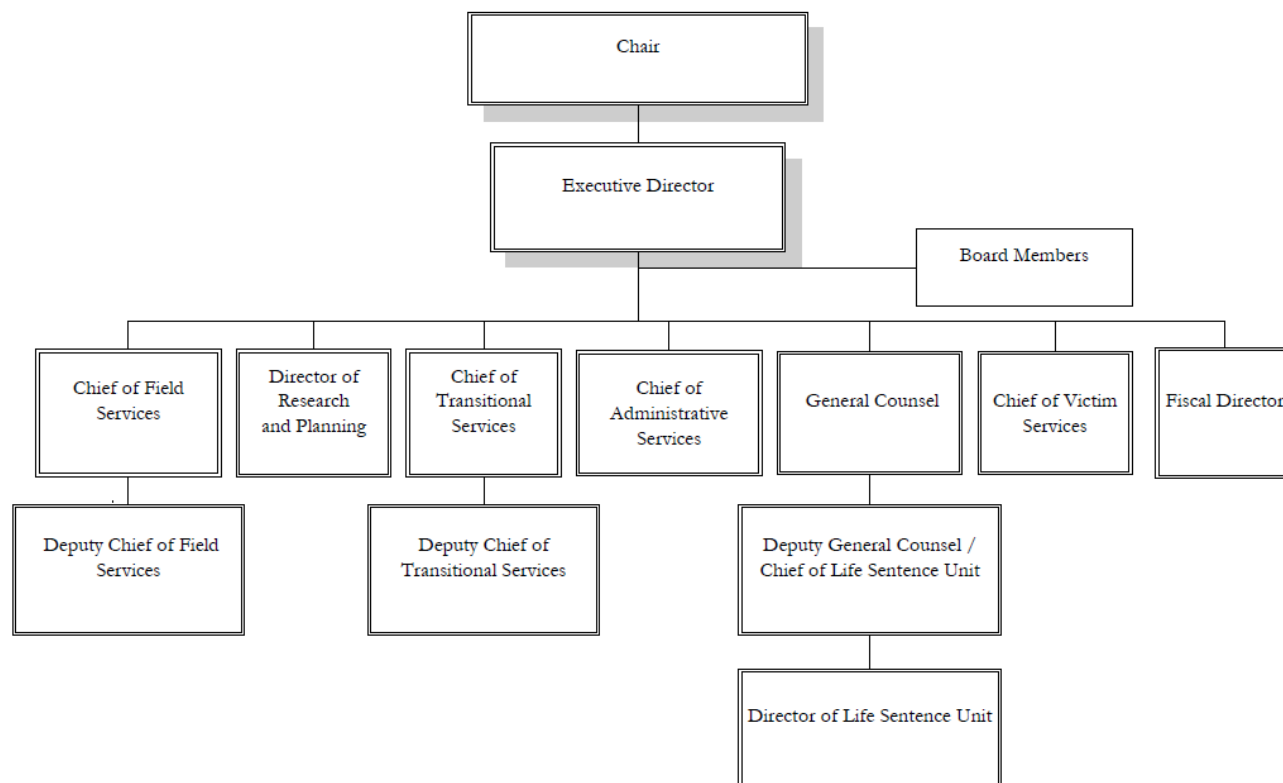 Chair
Executive Director
Board Members
Chief of Field
Services
Director of
Research
and Planning
Chief of
Transitional
Services
Chief of
Administrative
Services
General Counsel
Chief of Victim
Services
Fiscal Director
Deputy Chief of Field
Services
Deputy Chief of
Transitional Services
Deputy General Counsel /
Chief of Life Sentence Unit
Director of Life Sentence Unit